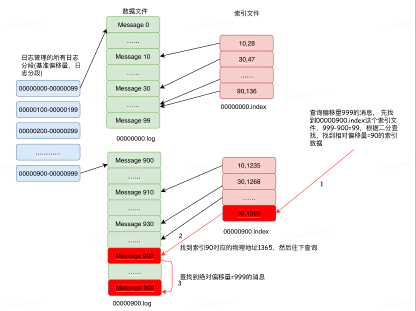 数据文件
索引文件
日志管理的所有日志
分段(基准偏移量、日
志分段)
00000000-00000099
00000100-00000199
00000200-00000299
............
00000900-00000999
Message 0
......
Message 10
......
Message 30
......
Message 99
00000000.log
10,28
30,47
......
90,136
00000000.index
Message 900
......
Message 910
......
Message 930
......
Message 990
......
Message 999
00000900.log
10,1235
30,1268
......
90,1365
00000900.index
查询偏移量999的消息， 先找
到00000900.index这个索引文
件， 999-900=99，根据二分查
找，找到相对偏移量=90的索引
数据
1
2
找到索引90对应的物理地址1365，然后往下查询
查找到绝对偏移量=999的消息
3